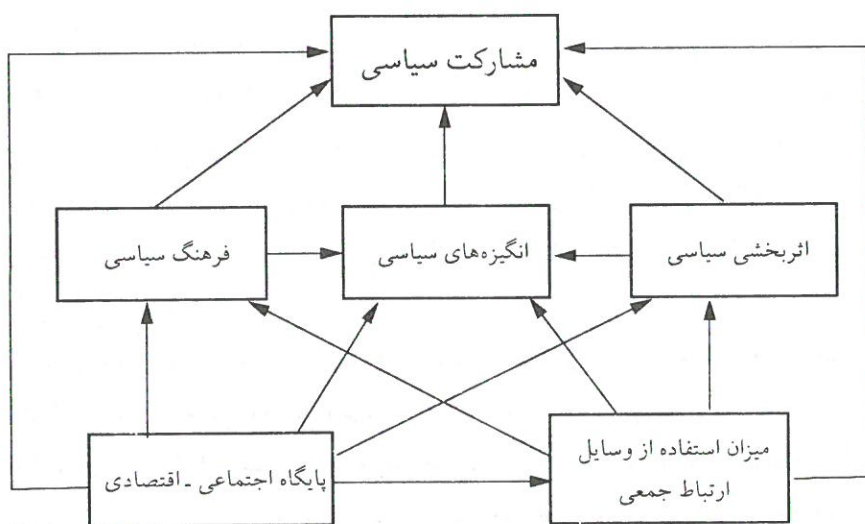 مشارکت سیاسی
اثربخشی سیاسی
انگیزه‌های سیاسی
فرهنگ سیاسی
میزان استفاده از وسایل
ارتباط جمعی
پایگاه اجتماعی ـ اقتصادی